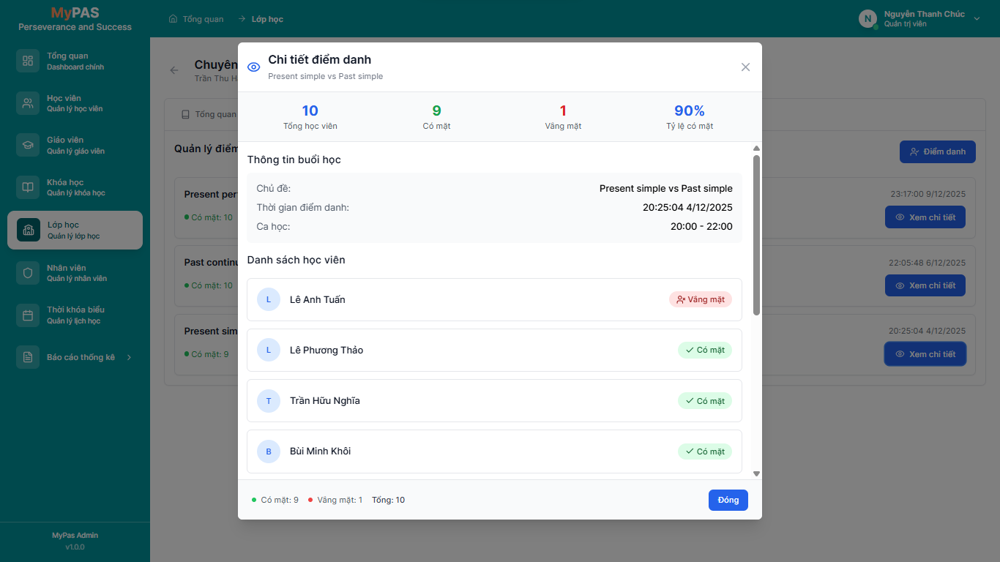 MyPAS
Perseverance and Success
Tổng quan
Dashboard chính
Học viên
Quản lý học viên
Giáo viên
Quản lý giáo viên
Khóa học
Quản lý khóa học
Lớp học
Quản lý lớp học
Nhân viên
Quản lý nhân viên
Thời khóa biểu
Quản lý lịch học
Báo cáo thống kê
MyPas Admin
v1.0.0
Tổng quan
Lớp học
N
Nguyễn Thanh Chúc
Quản trị viên
Chuyên
Trần Thu H
Tổng quan
Quản lý điểm
Điểm danh
Present per
Có mặt: 10
23:17:00 9/12/2025
Xem chi tiết
Past continu
Có mặt: 10
22:05:48 6/12/2025
Xem chi tiết
Present sim
Có mặt: 9
20:25:04 4/12/2025
Xem chi tiết
Chi tiết điểm danh
Present simple vs Past simple
10
Tổng học viên
9
Có mặt
1
Vắng mặt
90%
Tỷ lệ có mặt
Thông tin buổi học
Chủ đề: Present simple vs Past simple
Thời gian điểm danh: 20:25:04 4/12/2025
Ca học: 20:00 - 22:00
Danh sách học viên
L Lê Anh Tuấn Vắng mặt
L Lê Phương Thảo Có mặt
T Trần Hữu Nghĩa Có mặt
B Bùi Minh Khôi Có mặt
Có mặt: 9 Vắng mặt: 1 Tổng: 10
Đóng